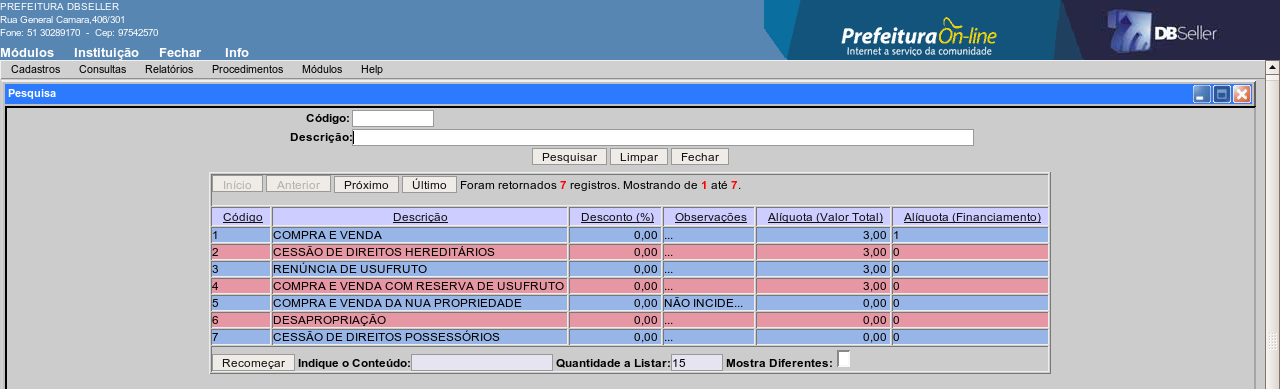 PREFEITURA DBSELLER
Rua General Camara,406/301
Fone: 51 30289170 - Cep: 97542570
Prefeitura On-line
Internet a serviço da comunidade
DBSeller
Módulos Instituição Fechar Info
Cadastros Consultas Relatórios Procedimentos Módulos Help
Pesquisa
Código:
Descrição:
Pesquisar Limpar Fechar
Início Anterior Próximo Último Foram retornados 7 registros. Mostrando de 1 até 7.
Código Descrição Desconto (%) Observações Alíquota (Valor Total) Alíquota (Financiamento)
1 COMPRA E VENDA 0,00 ... 3,00 1
2 CESSÃO DE DIREITOS HEREDITÁRIOS 0,00 ... 3,00 0
3 RENÚNCIA DE USUFRUTO 0,00 ... 3,00 0
4 COMPRA E VENDA COM RESERVA DE USUFRUTO 0,00 ... 3,00 0
5 COMPRA E VENDA DA NUA PROPRIEDADE 0,00 NÃO INCIDE... 0,00 0
6 DESAPROPRIAÇÃO 0,00 ... 0,00 0
7 CESSÃO DE DIREITOS POSSESSÓRIOS 0,00 ... 0,00 0
Recomeçar Indique o Conteúdo: Quantidade a Listar: 15 Mostra Diferentes: